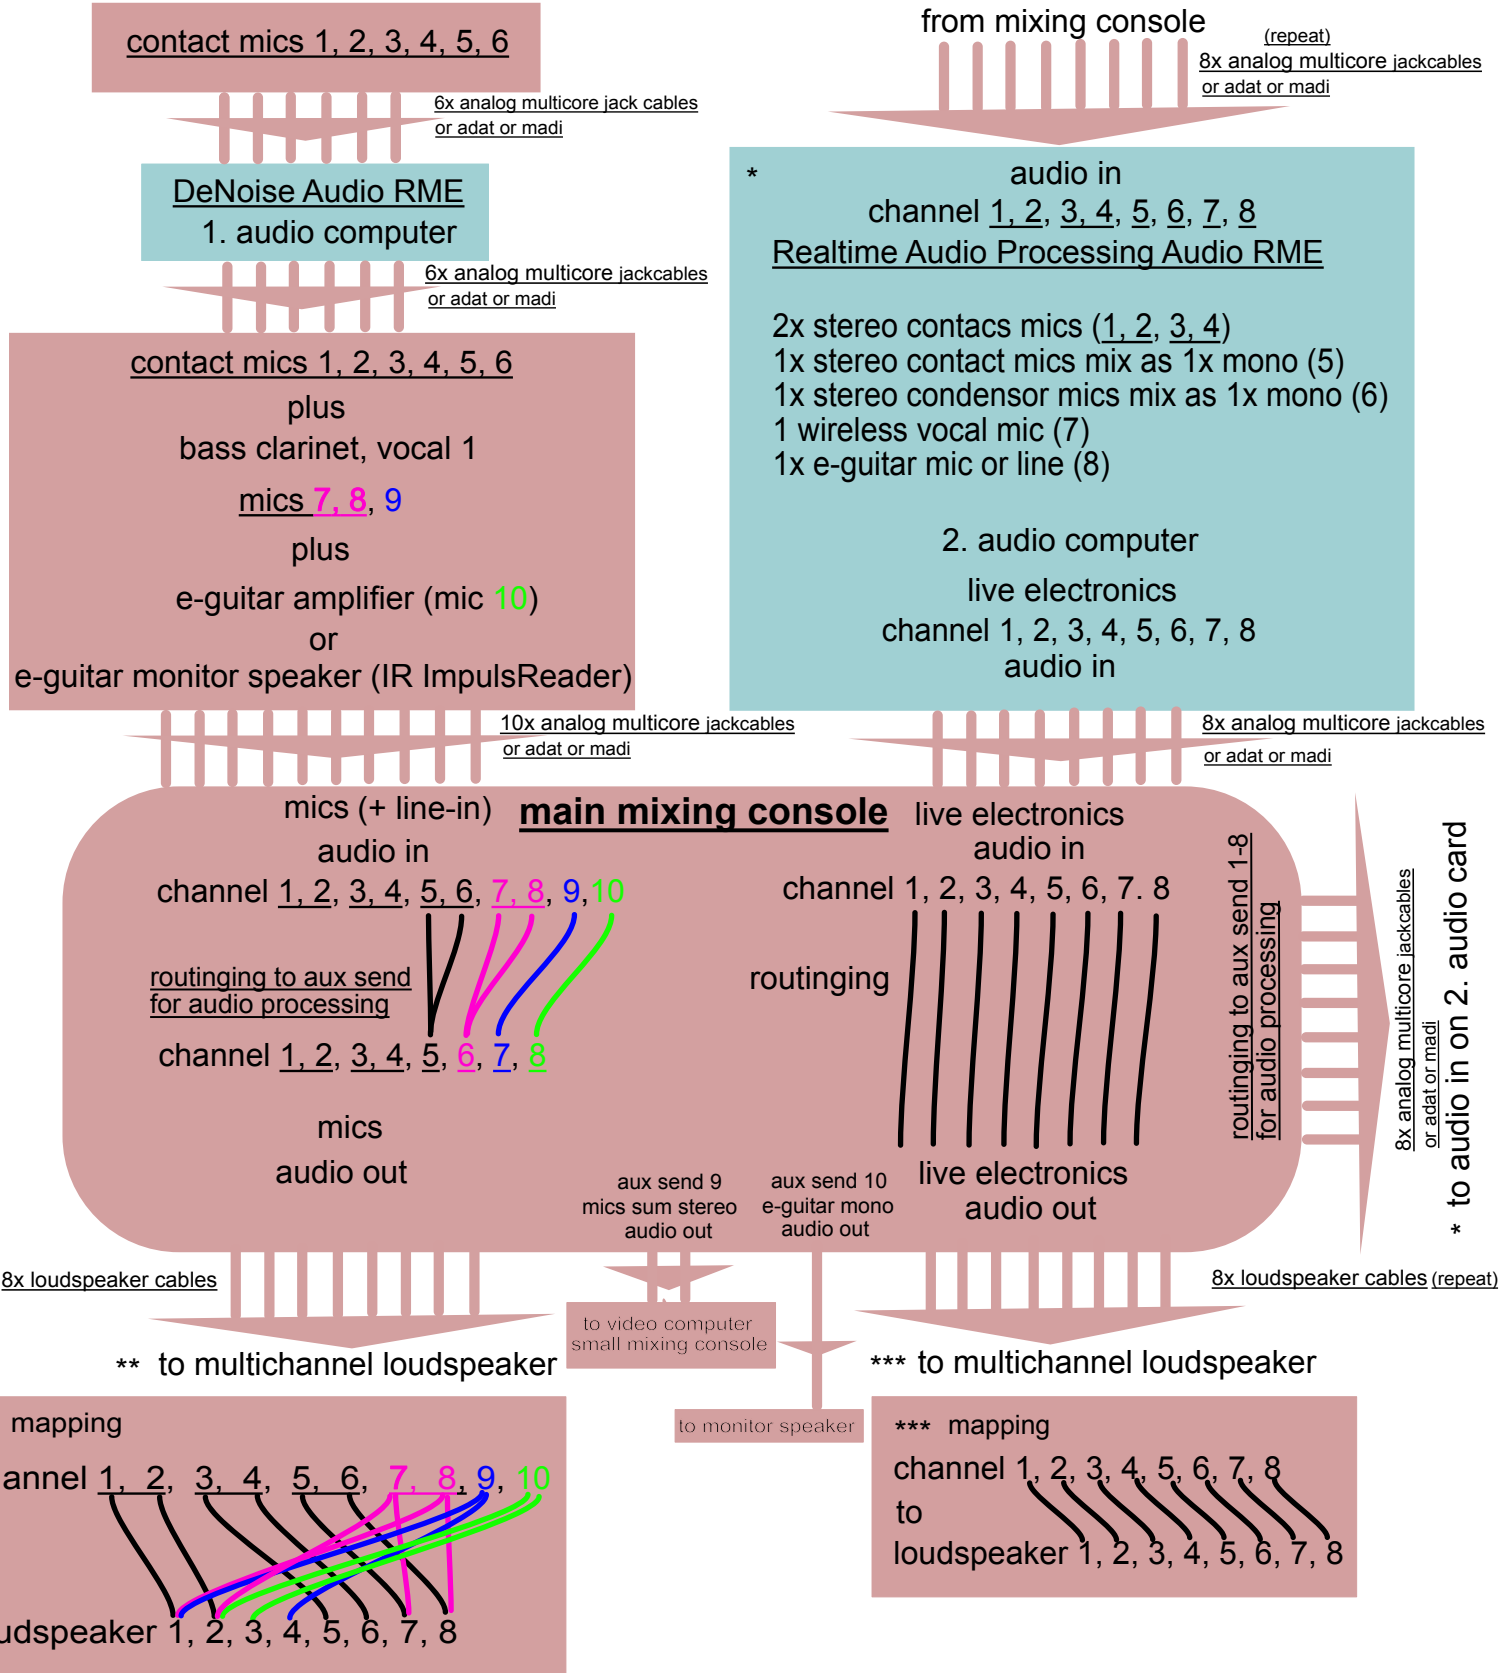 contact mics 1, 2, 3, 4, 5, 6
6x analog multicore jack cables
or adat or madi
DeNoise Audio RME
1. audio computer
6x analog multicore jackcables
or adat or madi
contact mics 1, 2, 3, 4, 5, 6
plus
bass clarinet, vocal 1
mics 7, 8, 9
plus
e-guitar amplifier (mic 10)
or
e-guitar monitor speaker (IR ImpulsReader)
10x analog multicore jackcables
or adat or madi
from mixing console
(repeat)
8x analog multicore jackcables
or adat or madi
*
audio in
channel 1, 2, 3, 4, 5, 6, 7, 8
Realtime Audio Processing Audio RME
2x stereo contacs mics (1, 2, 3, 4)
1x stereo contact mics mix as 1x mono (5)
1x stereo condensor mics mix as 1x mono (6)
1 wireless vocal mic (7)
1x e-guitar mic or line (8)
2. audio computer
live electronics
channel 1, 2, 3, 4, 5, 6, 7, 8
audio in
8x analog multicore jackcables
or adat or madi
main mixing console
mics (+ line-in)
audio in
channel 1, 2, 3, 4, 5, 6, 7, 8, 9,10
routinging to aux send
for audio processing
channel 1, 2, 3, 4, 5, 6, 7, 8
mics
audio out
live electronics
audio in
channel 1, 2, 3, 4, 5, 6, 7. 8
routinging
live electronics
audio out
aux send 9
mics sum stereo
audio out
aux send 10
e-guitar mono
audio out
routinging to aux send 1-8
for audio processing
8x analog multicore jackcables
or adat or madi
* to audio in on 2. audio card
8x loudspeaker cables
** to multichannel loudspeaker
to video computer
small mixing console
to monitor speaker
8x loudspeaker cables (repeat)
*** to multichannel loudspeaker
mapping
annel 1, 2, 3, 4, 5, 6, 7, 8, 9, 10
udspeaker 1, 2, 3, 4, 5, 6, 7, 8
*** mapping
channel 1, 2, 3, 4, 5, 6, 7, 8
to
loudspeaker 1, 2, 3, 4, 5, 6, 7, 8